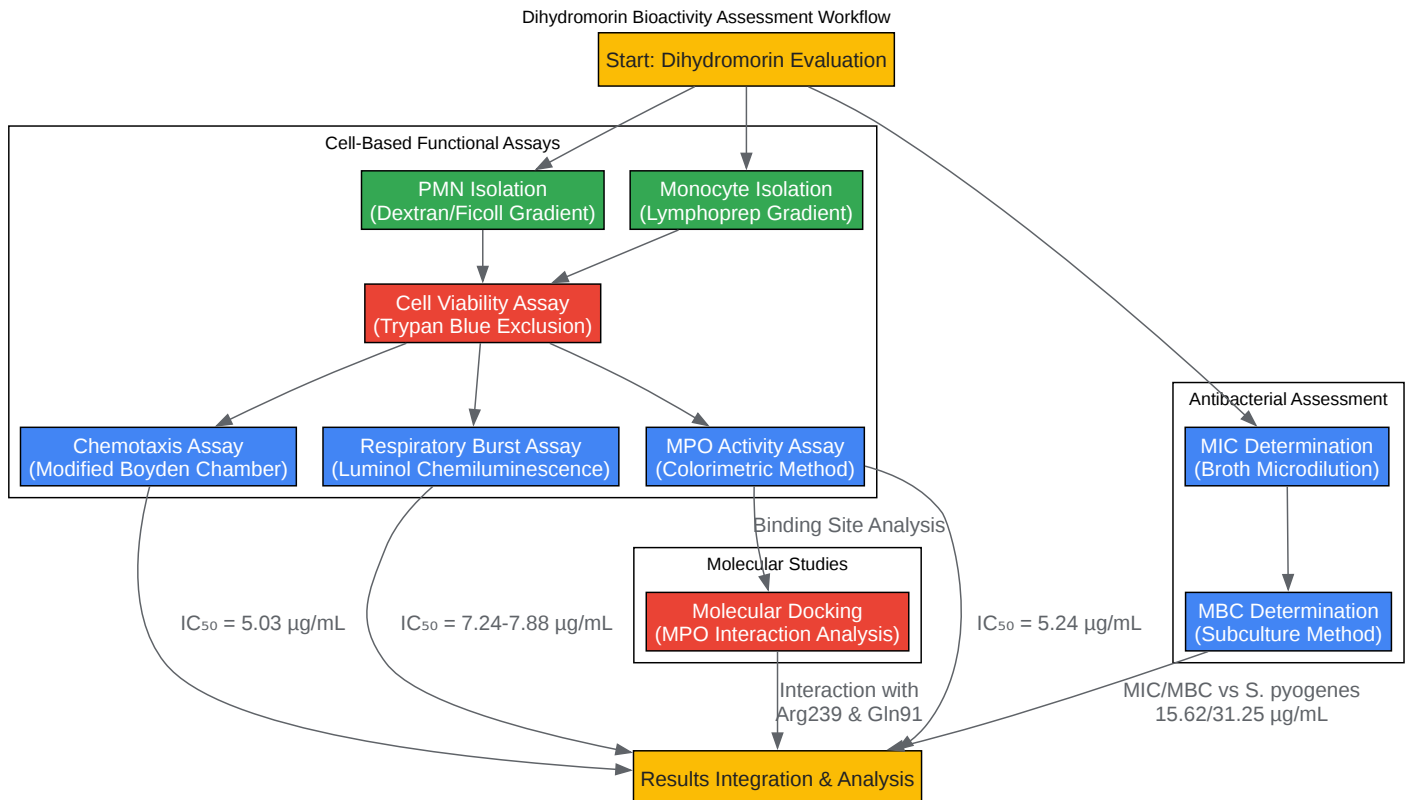 Dihydromorin Bioactivity Assessment Workflow
Start: Dihydromorin Evaluation
Cell-Based Functional Assays
PMN Isolation
(Dextran/Ficoll Gradient)
Monocyte Isolation
(Lymphoprep Gradient)
Cell Viability Assay
(Trypan Blue Exclusion)
Chemotaxis Assay
(Modified Boyden Chamber)
Respiratory Burst Assay
(Luminol Chemiluminescence)
MPO Activity Assay
(Colorimetric Method)
Antibacterial Assessment
MIC Determination
(Broth Microdilution)
Binding Site Analysis
Molecular Studies
Molecular Docking
(MPO Interaction Analysis)
MBC Determination
(Subculture Method)
IC₅₀ = 5.03 µg/mL
IC₅₀ = 7.24-7.88 µg/mL
IC₅₀ = 5.24 µg/mL
Interaction with
Arg239 & Gln91
MIC/MBC vs S. pyogenes
15.62/31.25 µg/mL
Results Integration & Analysis